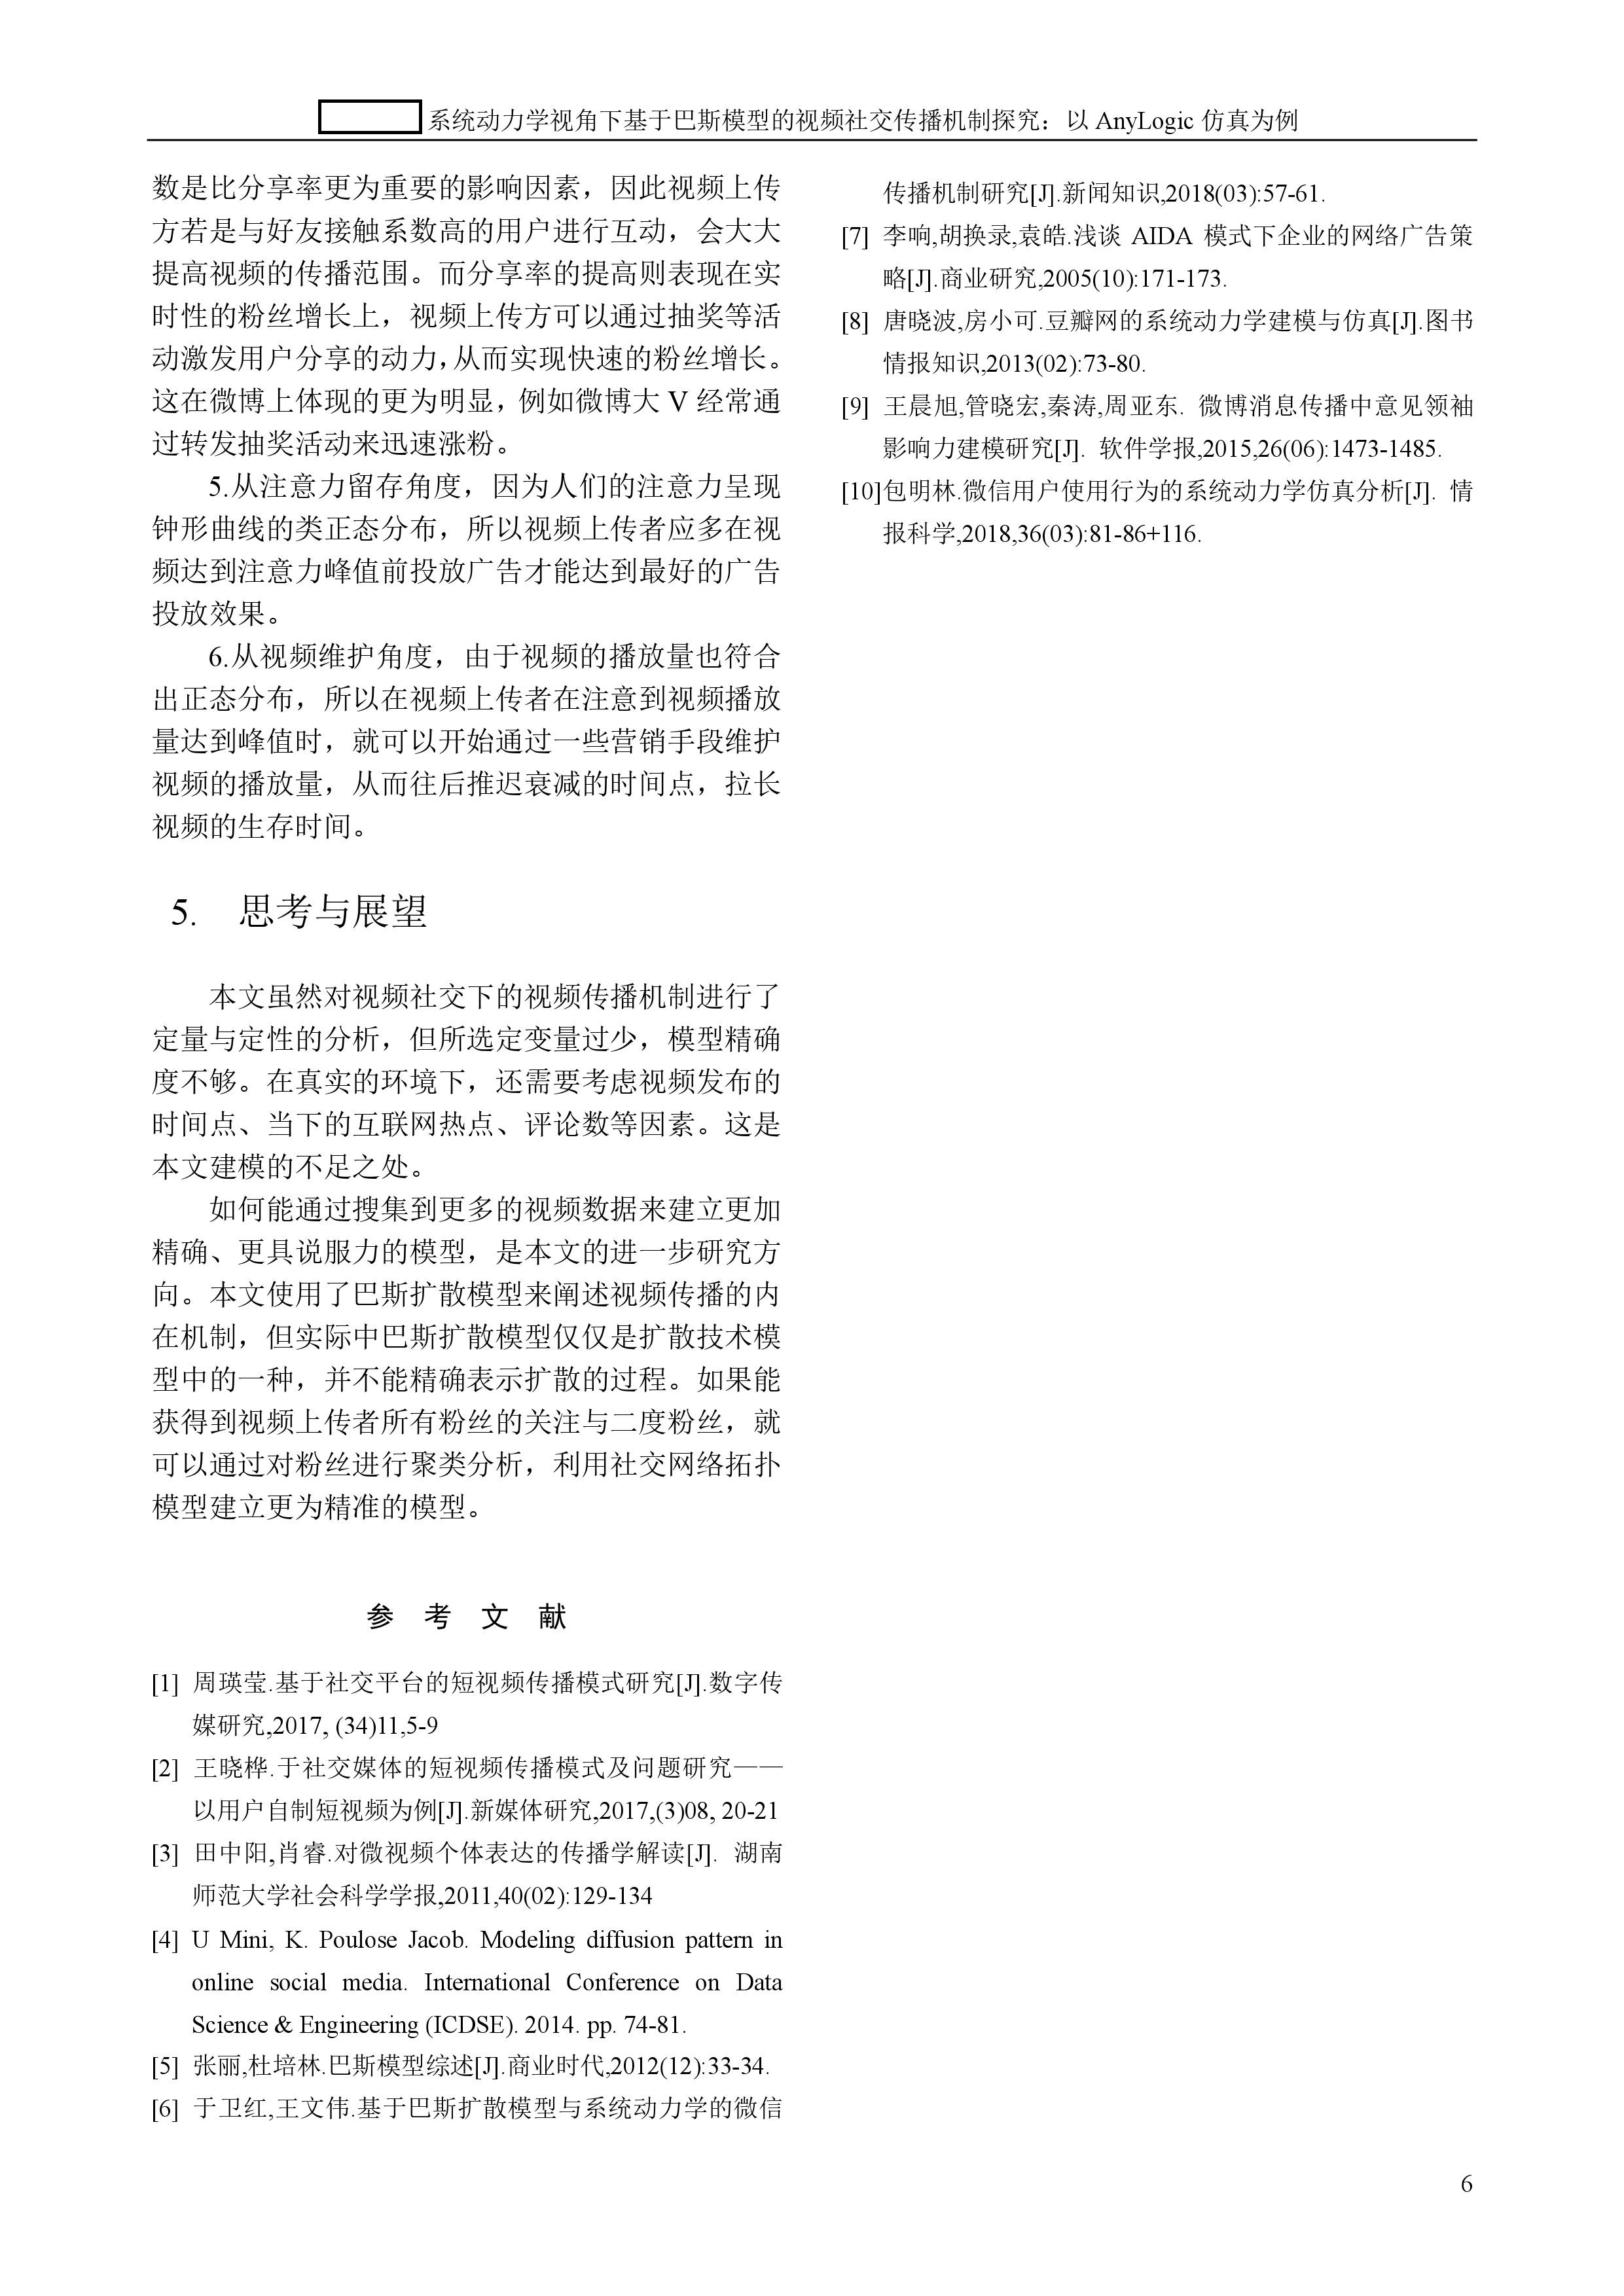 系统动力学视角下基于巴斯模型的视频社交传播机制探究：以 AnyLogic 仿真为例
数是比分享率更为重要的影响因素，因此视频上传
方若是与好友接触系数高的用户进行互动，会大大
提高视频的传播范围。而分享率的提高则表现在实
时性的粉丝增长上，视频上传方可以通过抽奖等活
动激发用户分享的动力，从而实现快速的粉丝增长。
这在微博上体现的更为明显，例如微博大 V 经常通
过转发抽奖活动来迅速涨粉。
5.从注意力留存角度，因为人们的注意力呈现
钟形曲线的类正态分布，所以视频上传者应多在视
频达到注意力峰值前投放广告才能达到最好的广告
投放效果。
6.从视频维护角度，由于视频的播放量也符合
出正态分布，所以在视频上传者在注意到视频播放
量达到峰值时，就可以开始通过一些营销手段维护
视频的播放量，从而往后推迟衰减的时间点，拉长
视频的生存时间。
5. 思考与展望
本文虽然对视频社交下的视频传播机制进行了
定量与定性的分析，但所选定变量过少，模型精确
度不够。在真实的环境下，还需要考虑视频发布的
时间点、当下的互联网热点、评论数等因素。这是
本文建模的不足之处。
如何能通过搜集到更多的视频数据来建立更加
精确、更具说服力的模型，是本文的进一步研究方
向。本文使用了巴斯扩散模型来阐述视频传播的内
在机制，但实际中巴斯扩散模型仅仅是扩散技术模
型中的一种，并不能精确表示扩散的过程。如果能
获得到视频上传者所有粉丝的关注与二度粉丝，就
可以通过对粉丝进行聚类分析，利用社交网络拓扑
模型建立更为精准的模型。
参 考 文 献
[1] 周瑛莹.基于社交平台的短视频传播模式研究[J].数字传
媒研究,2017, (34)11,5-9
[2] 王晓桦.于社交媒体的短视频传播模式及问题研究——
以用户自制短视频为例[J].新媒体研究,2017,(3)08, 20-21
[3] 田中阳,肖睿.对微视频个体表达的传播学解读[J]. 湖南
师范大学社会科学学报,2011,40(02):129-134
[4] U Mini, K. Poulose Jacob. Modeling diffusion pattern in
online social media. International Conference on Data
Science & Engineering (ICDSE). 2014. pp. 74-81.
[5] 张丽,杜培林.巴斯模型综述[J].商业时代,2012(12):33-34.
[6] 于卫红,王文伟.基于巴斯扩散模型与系统动力学的微信
传播机制研究[J].新闻知识,2018(03):57-61.
[7] 李响,胡换录,袁皓.浅谈 AIDA 模式下企业的网络广告策
略[J].商业研究,2005(10):171-173.
[8] 唐晓波,房小可.豆瓣网的系统动力学建模与仿真[J].图书
情报知识,2013(02):73-80.
[9] 王晨旭,管晓宏,秦涛,周亚东. 微博消息传播中意见领袖
影响力建模研究[J]. 软件学报,2015,26(06):1473-1485.
[10]包明林.微信用户使用行为的系统动力学仿真分析[J]. 情
报科学,2018,36(03):81-86+116.
6